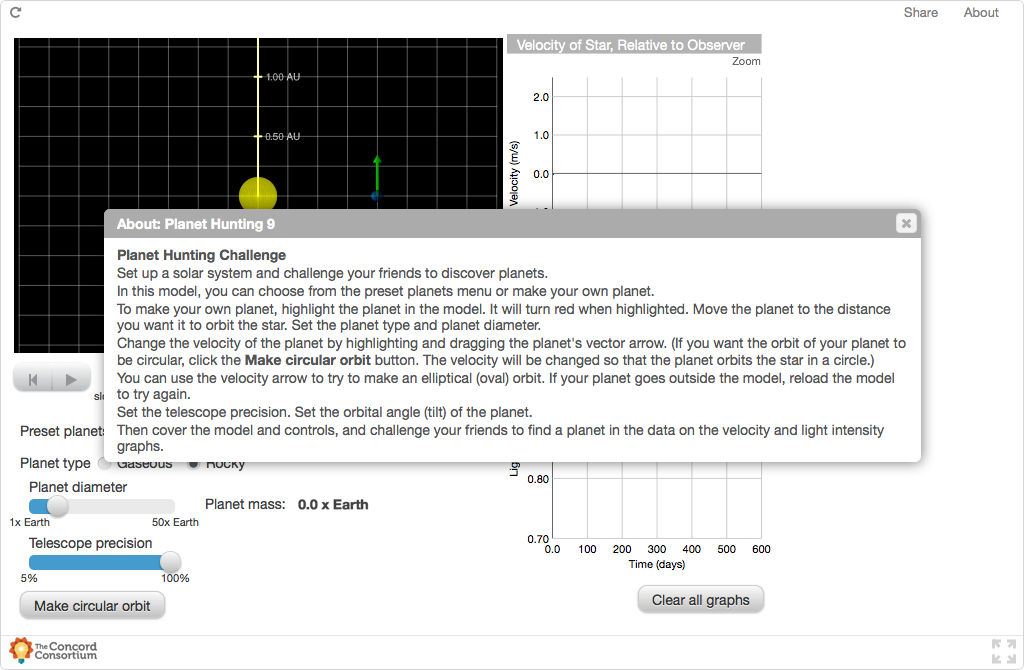 Share About
Velocity of Star, Relative to Observer
Zoom
1.00 AU
0.50 AU
2.0
1.0
0.0
Velocity (m/s)
About: Planet Hunting 9
Planet Hunting Challenge
Set up a solar system and challenge your friends to discover planets.
In this model, you can choose from the preset planets menu or make your own planet.
To make your own planet, highlight the planet in the model. It will turn red when highlighted. Move the planet to the distance
you want it to orbit the star. Set the planet type and planet diameter.
Change the velocity of the planet by highlighting and dragging the planet's vector arrow. (If you want the orbit of your planet to
be circular, click the Make circular orbit button. The velocity will be changed so that the planet orbits the star in a circle.)
You can use the velocity arrow to try to make an elliptical (oval) orbit. If your planet goes outside the model, reload the model
to try again.
Set the telescope precision. Set the orbital angle (tilt) of the planet.
Then cover the model and controls, and challenge your friends to find a planet in the data on the velocity and light intensity
graphs.
Preset planets
Planet type Gaseous Rocky
Planet diameter
1x Earth 50x Earth
Planet mass: 0.0 x Earth
Telescope precision
5% 100%
Make circular orbit
0.80
0.70
0.0 100 200 300 400 500 600
Time (days)
Clear all graphs
The Concord
Consortium